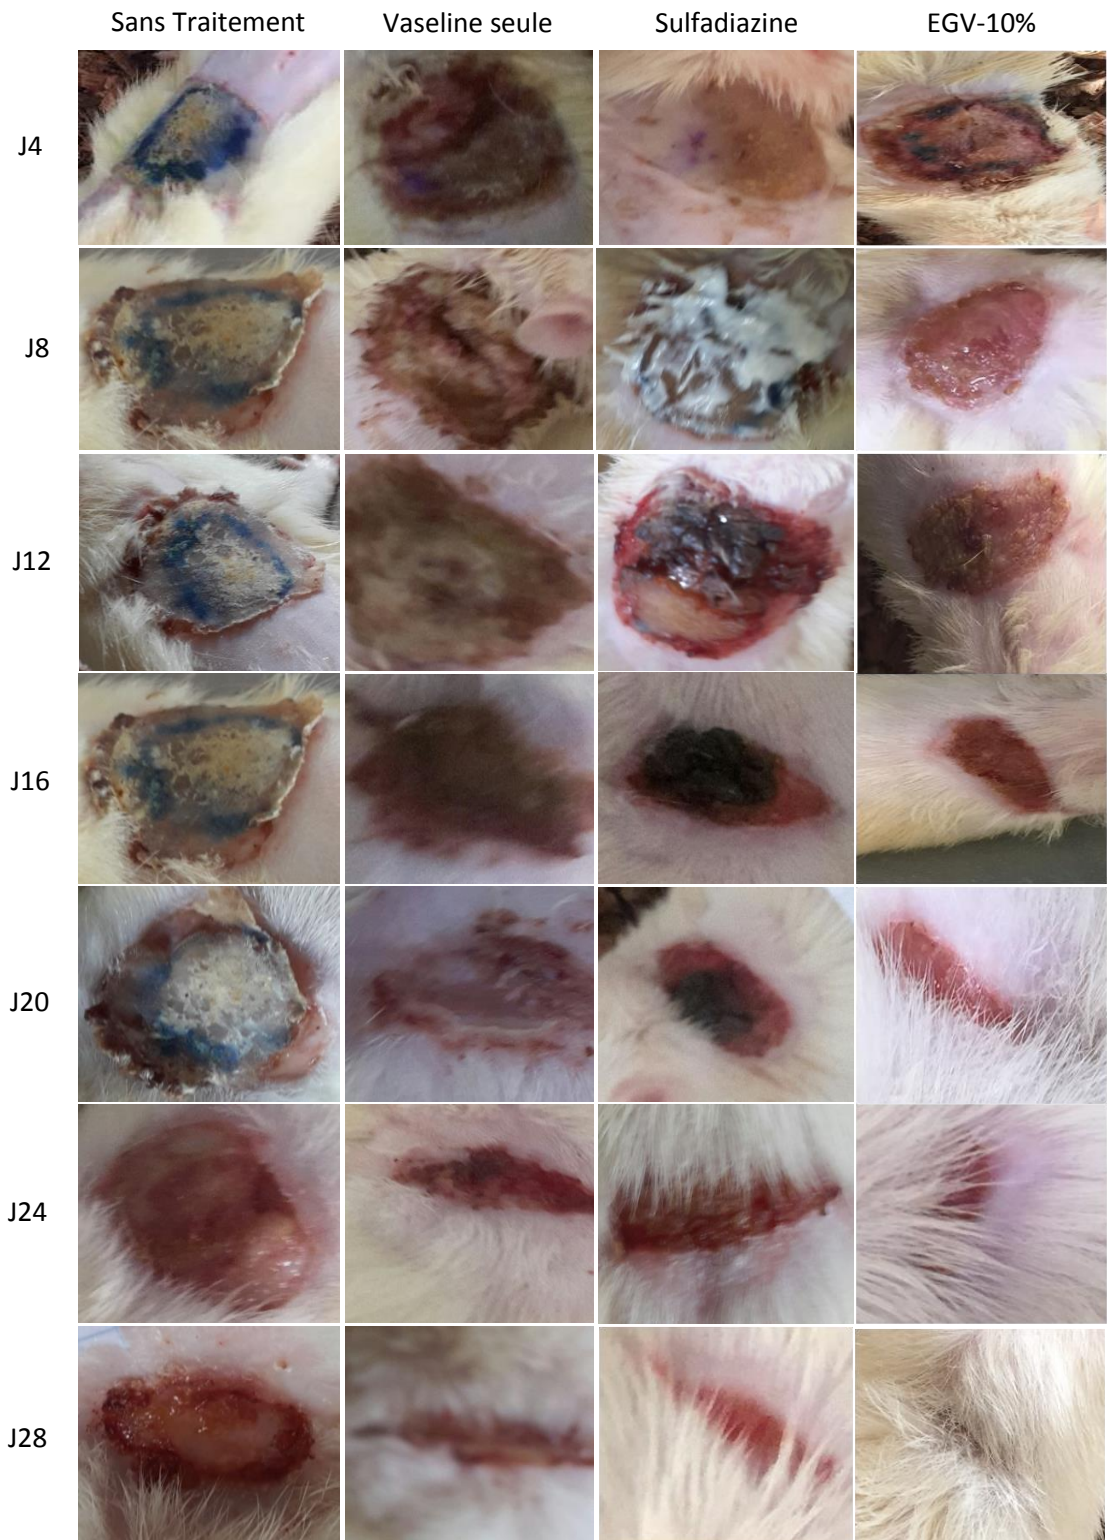 Sans Traitement Vaseline seule Sulfadiazine EGV-10%
J4
J8
J12
J16
J20
J24
J28